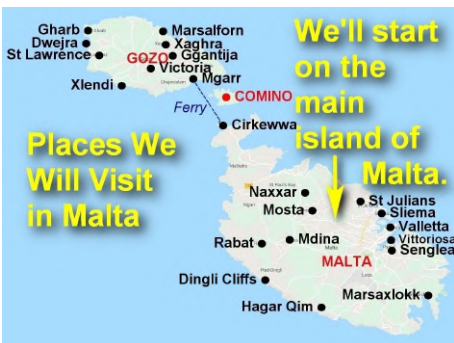 Gharb
Marsalforn
Dwejra
Xaghra
St Lawrence
GOZO
Ggantija
Victoria
Mgarr
Xlendi
COMINO
Ferry
Cirkewwa
We'll start
on the
main
island of
Malta.
Places We
Will Visit
in Malta
Naxxar
St Julians
Mosta
Sliema
Valletta
Rabat
Mdina
Vittoriosa
Senglea
MALTA
Dingli Cliffs
Marsaxlokk
Hagar Qim